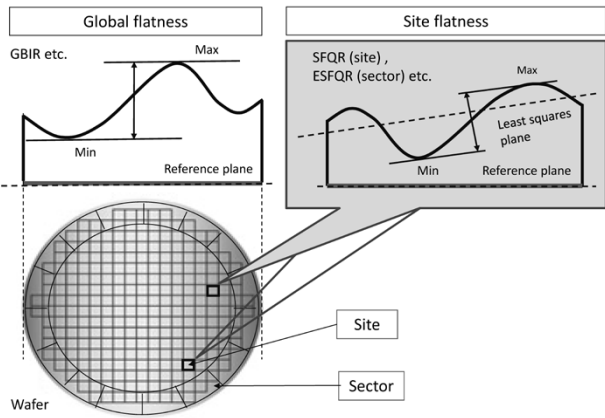 Global flatness
GBIR etc.
Max
Min
Reference plane
Site flatness
SFQR (site) ,
ESFQR (sector) etc.
Max
Least squares
plane
Min
Reference plane
Site
Sector
Wafer